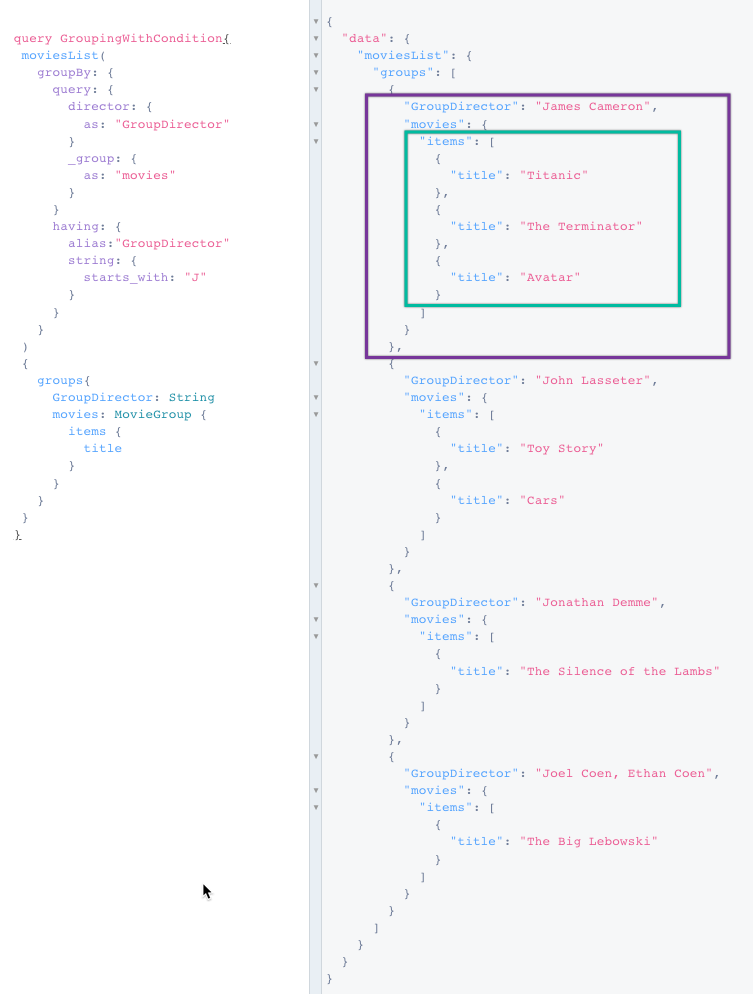 query GroupingWithCondition{
moviesList(
groupBy: {
query: {
director: {
as: "GroupDirector"
}
_group: {
as: "movies"
}
}
having: {
alias:"GroupDirector"
string: {
starts_with: "J"
}
}
}
)
{
groups{
GroupDirector: String
movies: MovieGroup {
items {
title
}
}
}
}
}
{
"data": {
"moviesList": {
"groups": [
{
"GroupDirector": "James Cameron",
"movies": {
"items": [
{
"title": "Titanic"
},
{
"title": "The Terminator"
},
{
"title": "Avatar"
}
]
}
},
{
"GroupDirector": "John Lasseter",
"movies": {
"items": [
{
"title": "Toy Story"
},
{
"title": "Cars"
}
]
}
},
{
"GroupDirector": "Jonathan Demme",
"movies": {
"items": [
{
"title": "The Silence of the Lambs"
}
]
}
},
{
"GroupDirector": "Joel Coen, Ethan Coen",
"movies": {
"items": [
{
"title": "The Big Lebowski"
}
]
}
}
]
}
}
}